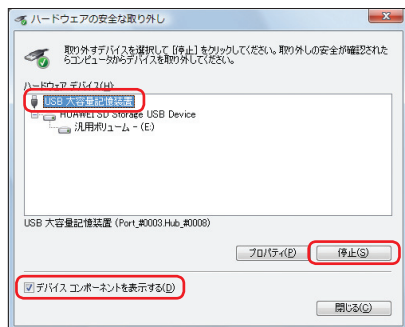 ハードウェアの安全な取り外し
取り外すデバイスを選択して [停止] をクリックしてください。取り外しの安全が確認された
らコンピュータからデバイスを取り外してください。
ハードウェア デバイス(H)
USB 大容量記憶装置
HUAWEI SD Storage USB Device
汎用ボリューム - (E:)
USB 大容量記憶装置 (Port_#0003.Hub_#0008)
プロパティ(P)
停止(S)
デバイス コンポーネントを表示する(D)
閉じる(C)